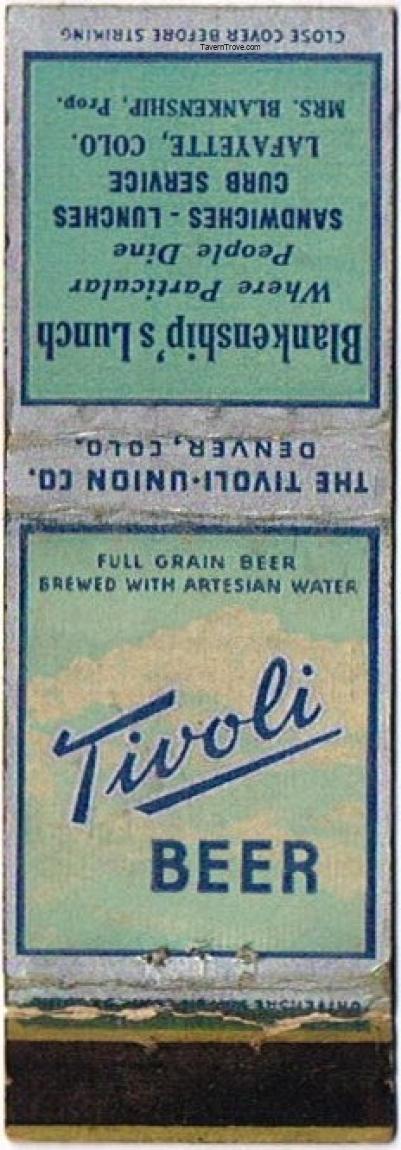 CLOSE COVER BEFORE STRIKING
TavernTrove.com
Blankenship's Lunch
Where Particular
People Dine
SANDWICHES - LUNCHES
CURB SERVICE
LAFAYETTE, COLO.
MRS. BLANKENSHIP, Prop.
THE TIVOLI-UNION CO.
DENVER, COLO.
FULL GRAIN BEER
BREWED WITH ARTESIAN WATER
Tivoli
BEER